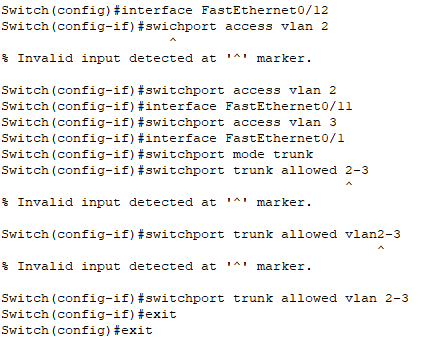 Switch(config)#interface FastEthernet0/12
Switch(config-if)#swichport access vlan 2
^
% Invalid input detected at '^' marker.
Switch(config-if)#switchport access vlan 2
Switch(config-if)#interface FastEthernet0/11
Switch(config-if)#switchport access vlan 3
Switch(config-if)#interface FastEthernet0/1
Switch(config-if)#switchport mode trunk
Switch(config-if)#switchport trunk allowed 2-3
^
% Invalid input detected at '^' marker.
Switch(config-if)#switchport trunk allowed vlan2-3
^
% Invalid input detected at '^' marker.
Switch(config-if)#switchport trunk allowed vlan 2-3
Switch(config-if)#exit
Switch(config)#exit